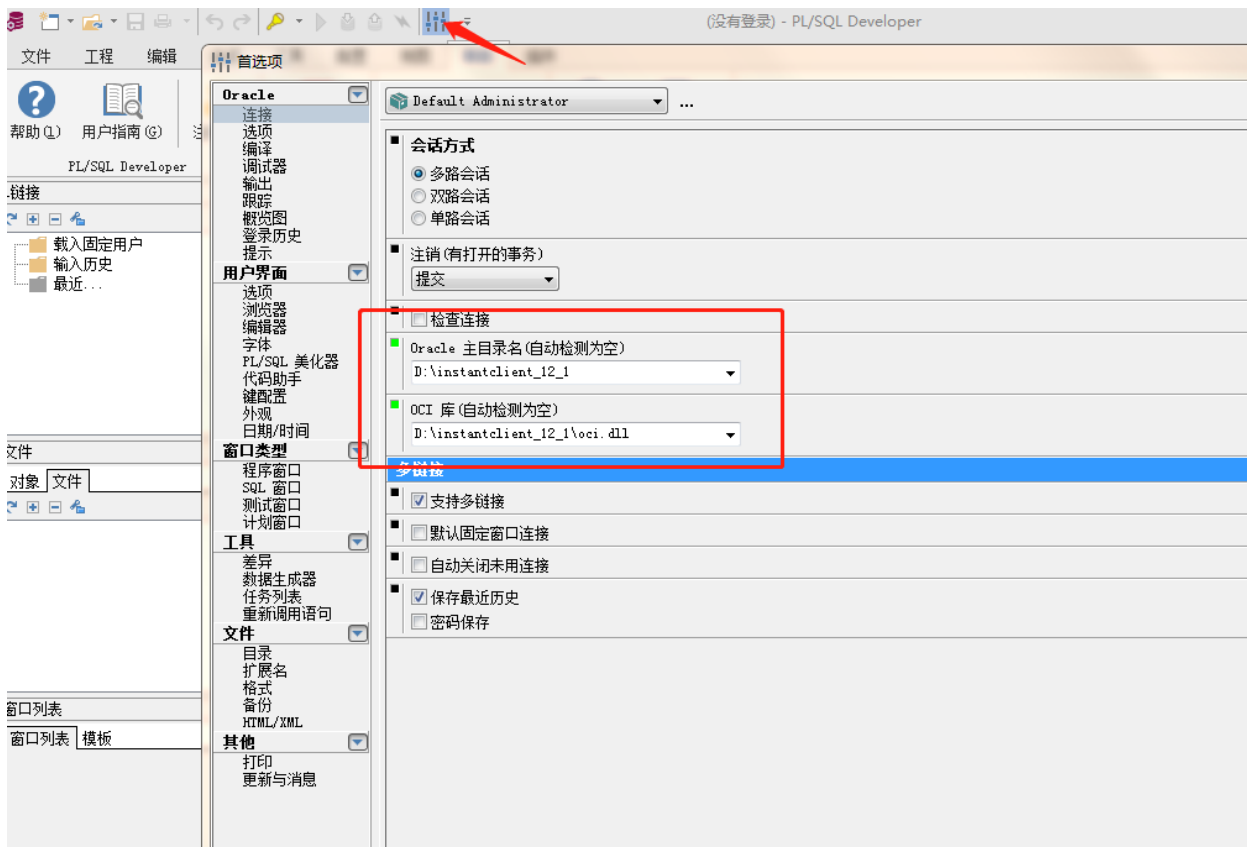 (没有登录) - PL/SQL Developer
文件 工程 编辑
帮助(L) 用户指南(G)
PL/SQL Developer
链接
载入固定用户
输入历史
最近...
文件
对象 文件
窗口列表
窗口列表 模板
首选项
Oracle
连接
选项
编译
调试器
输出
跟踪
概览图
登录历史
提示
用户界面
选项
浏览器
编辑器
字体
PL/SQL 美化器
代码助手
键配置
外观
日期/时间
窗口类型
程序窗口
SQL 窗口
测试窗口
计划窗口
工具
差异
数据生成器
任务列表
重新调用语句
文件
目录
扩展名
格式
备份
HTML/XML
其他
打印
更新与消息
Default Administrator ...
会话方式
多路会话
双路会话
单路会话
注销(有打开的事务)
提交
检查连接
Oracle 主目录名(自动检测为空)
D:\instantclient_12_1
OCI 库(自动检测为空)
D:\instantclient_12_1\oci.dll
多链接
支持多链接
默认固定窗口连接
自动关闭未用连接
保存最近历史
密码保存